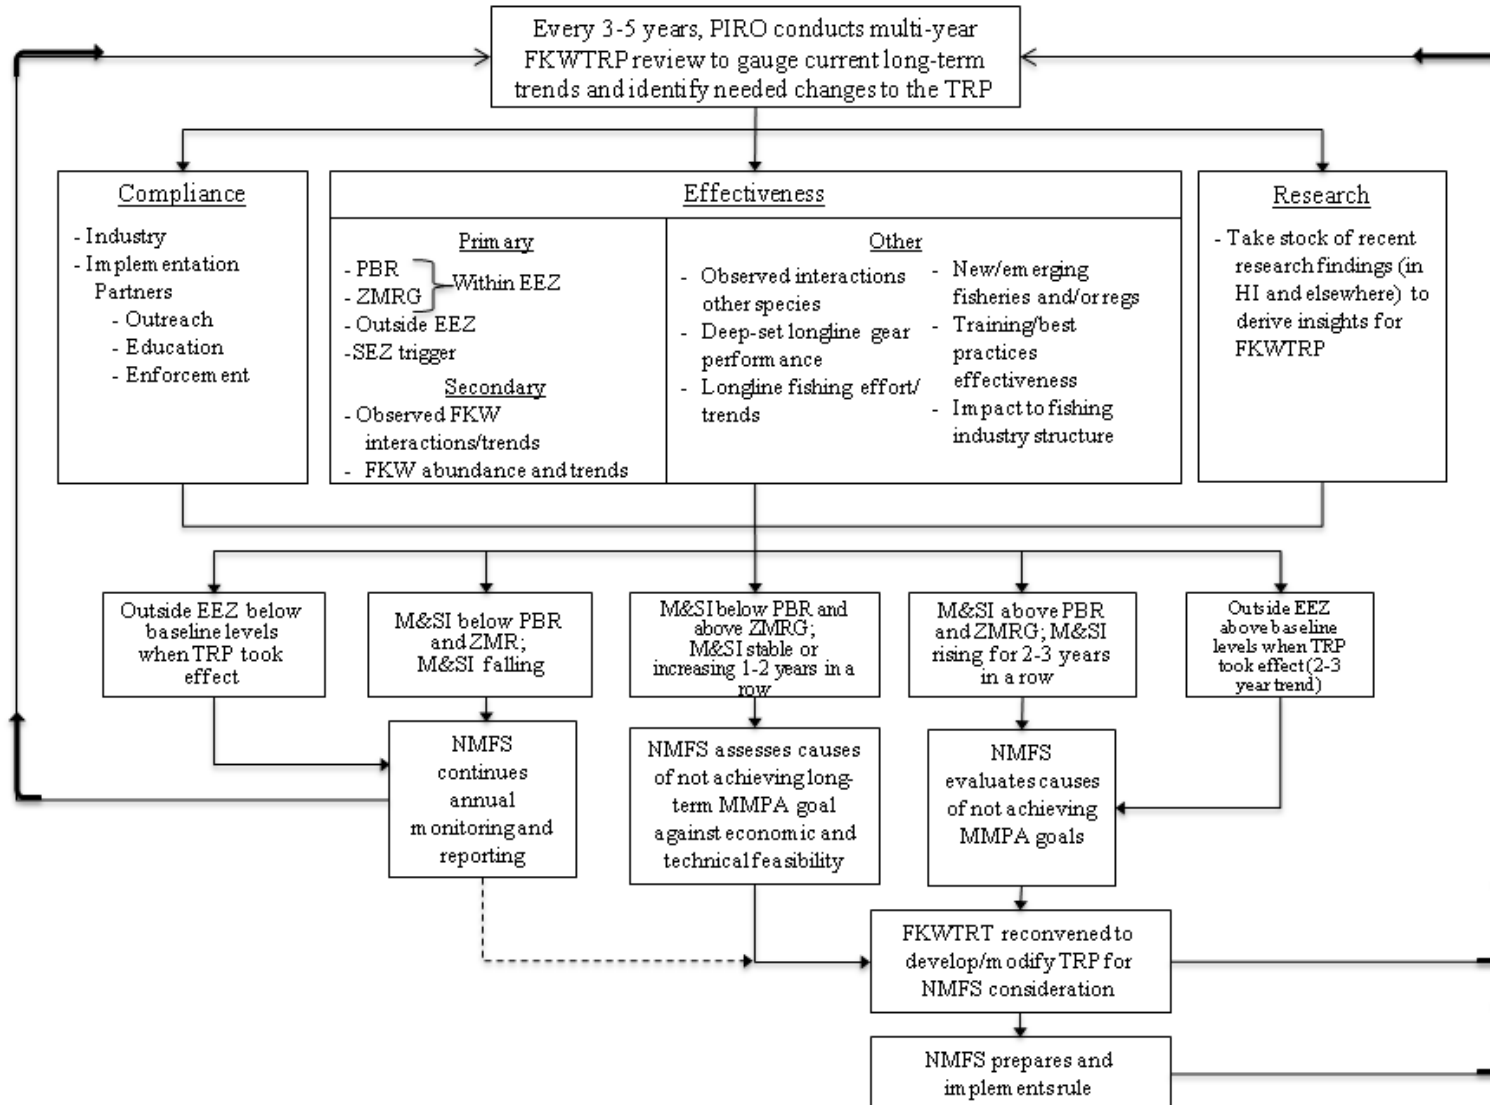 Every 3-5 years, PIRO conducts multi-year
FKWTRP review to gauge current long-term
trends and identify needed changes to the TRP
Compliance
- Industry
- Implementation
Partners
- Outreach
- Education
- Enforcement
Effectiveness
Primary
- PBR
- ZMRG
Within EEZ
- Outside EEZ
-SEZ trigger
Secondary
- Observed FKW
interactions/trends
- FKW abundance and trends
Other
- Observed interactions
other species
- Deep-set longline gear
performance
- Longline fishing effort/
trends
- New/emerging
fisheries and/or regs
- Training/best
practices
effectiveness
- Impact to fishing
industry structure
Research
- Take stock of recent
research findings (in
HI and elsewhere) to
derive insights for
FKWTRP
Outside EEZ below
baseline levels
when TRP took
effect
M&SI below PBR
and ZMR;
M&SI falling
M&SI below PBR and
above ZMRG;
M&SI stable or
increasing 1-2 years in a
row
M&SI above PBR
and ZMRG; M&SI
rising for 2-3 years
in a row
Outside EEZ
above baseline
levels when TRP
took effect (2-3
year trend)
NMFS
continues
annual
monitoring and
reporting
NMFS assesses causes
of not achieving long-
term MMPA goal
against economic and
technical feasibility
NMFS
evaluates causes
of not achieving
MMPA goals
FKWTRT reconvened to
develop/modify TRP for
NMFS consideration
NMFS prepares and
implements rule